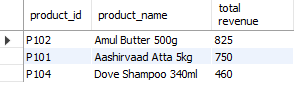 product_id product_name total revenue
P102 Amul Butter 500g 825
P101 Aashirvaad Atta 5kg 750
P104 Dove Shampoo 340ml 460